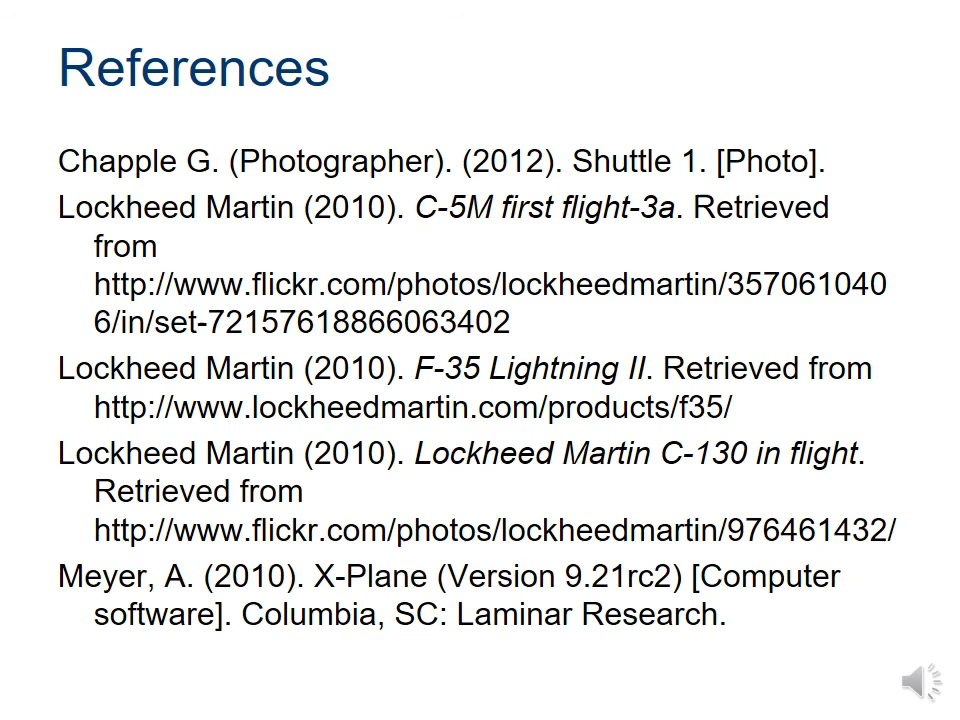 References
Chapple G. (Photographer). (2012). Shuttle 1. [Photo].
Lockheed Martin (2010). C-5M first flight-3a. Retrieved
from
http://www.flickr.com/photos/lockheedmartin/357061040
6/in/set-72157618866063402
Lockheed Martin (2010). F-35 Lightning II. Retrieved from
http://www.lockheedmartin.com/products/f35/
Lockheed Martin (2010). Lockheed Martin C-130 in flight.
Retrieved from
http://www.flickr.com/photos/lockheedmartin/976461432/
Meyer, A. (2010). X-Plane (Version 9.21rc2) [Computer
software]. Columbia, SC: Laminar Research.